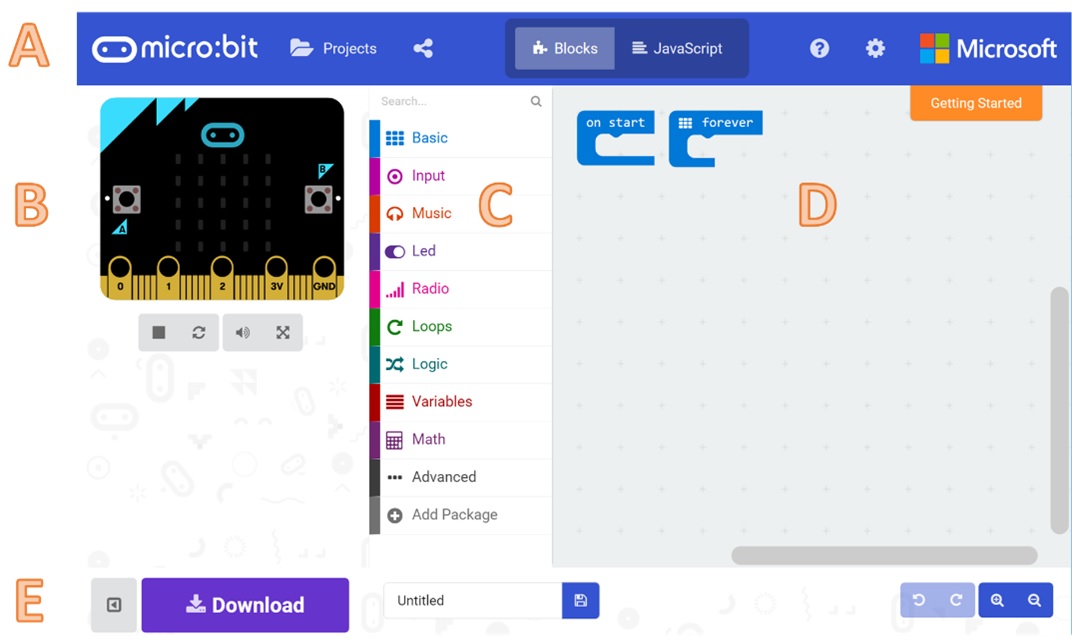 A
micro:bit Projects Blocks JavaScript ? Microsoft
Getting Started
Search...
on start forever
B
C
D
A
B
0 1 2 3V GND
Basic
Input
Music
Led
Radio
Loops
Logic
Variables
Math
Advanced
Add Package
E
Download Untitled